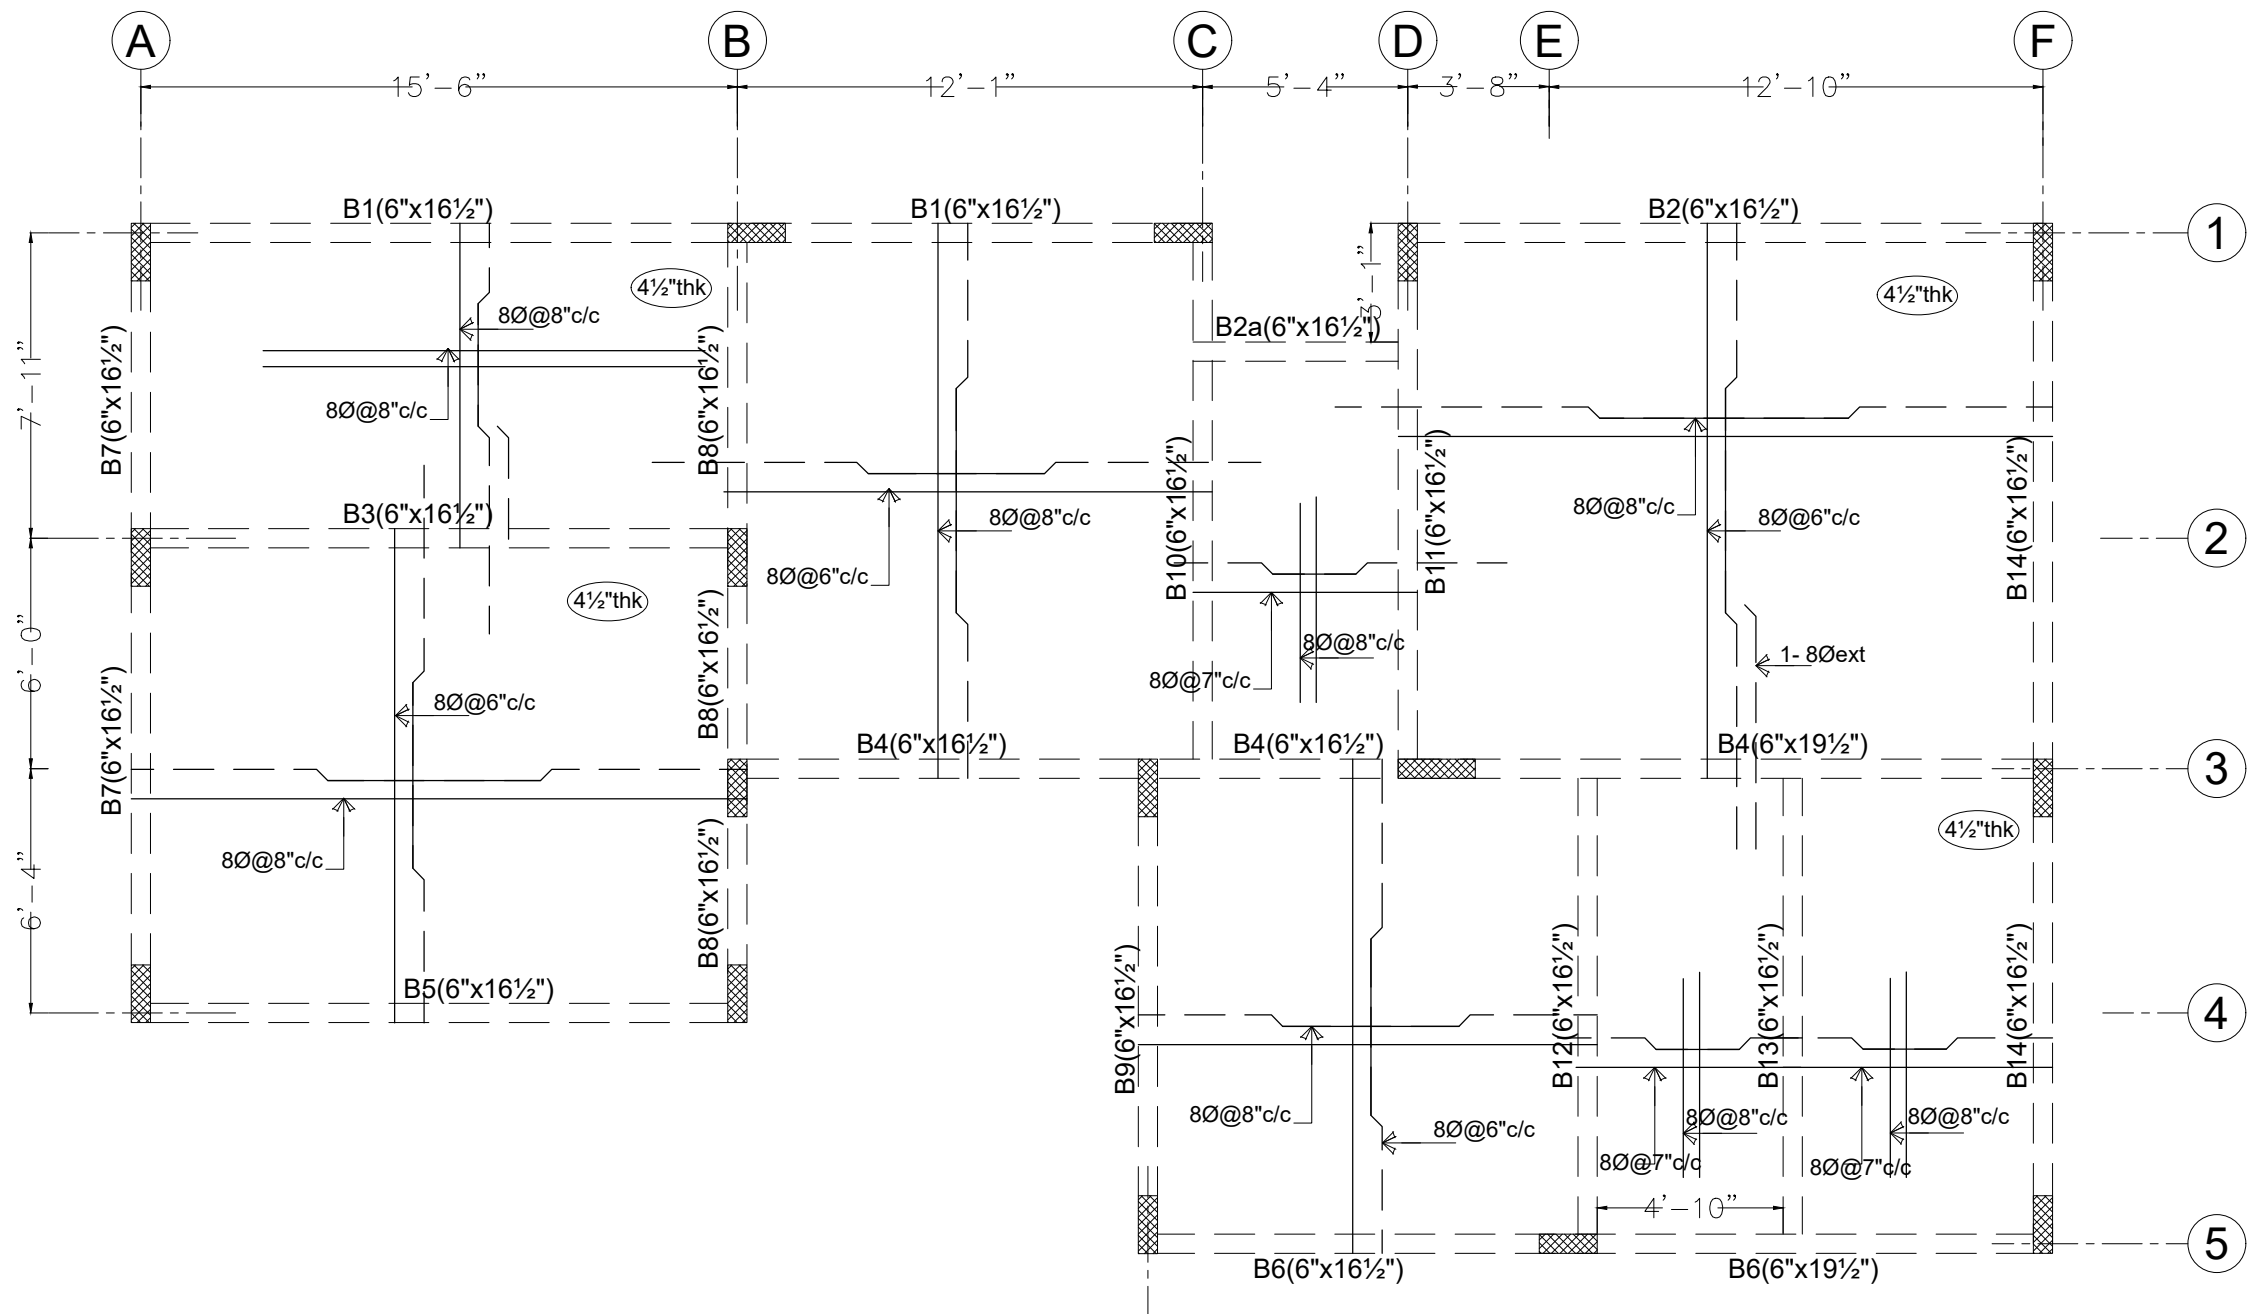 A
B
C
D
E
F
15'-6"
12'-1"
5'-4"
3'-8"
12'-10"
B1(6"x16½")
B1(6"x16½")
B2(6"x16½")
1
4½"thk
4½"thk
3'-1"
8Ø@8"c/c
B2a(6"x16½")
7'-11"
B7(6"x16½")
B8(6"x16½")
8Ø@8"c/c
B3(6"x16½")
8Ø@8"c/c
B10(6"x16½")
B11(6"x16½")
8Ø@8"c/c
8Ø@6"c/c
B14(6"x16½")
2
8Ø@6"c/c
4½"thk
6'-0"
B8(6"x16½")
8Ø@8"c/c
1- 8Øext
8Ø@7"c/c
8Ø@6"c/c
B7(6"x16½")
B4(6"x16½")
B4(6"x16½")
B4(6"x19½")
3
4½"thk
8Ø@8"c/c
6'-4"
B8(6"x16½")
B5(6"x16½")
B9(6"x16½")
B12(6"x16½")
B13(6"x16½")
B14(6"x16½")
4
8Ø@8"c/c
8Ø@6"c/c
8Ø@8"c/c
8Ø@8"c/c
8Ø@7"c/c
8Ø@7"c/c
4'-10"
5
B6(6"x16½")
B6(6"x19½")